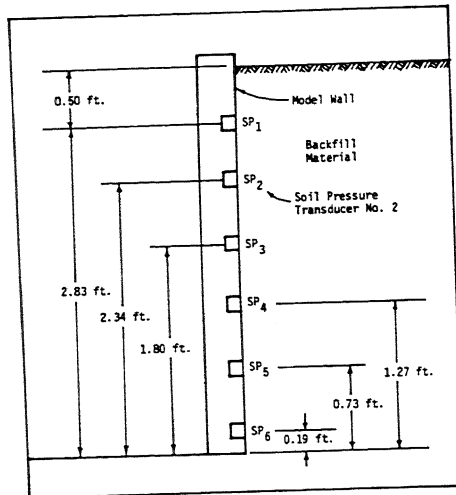 0.50 ft.
Model Wall
SP1
Backfill
Material
SP2
Soil Pressure
Transducer No. 2
SP3
2.83 ft.
2.34 ft.
1.80 ft.
SP4
1.27 ft.
SP5
0.73 ft.
SP6
0.19 ft.